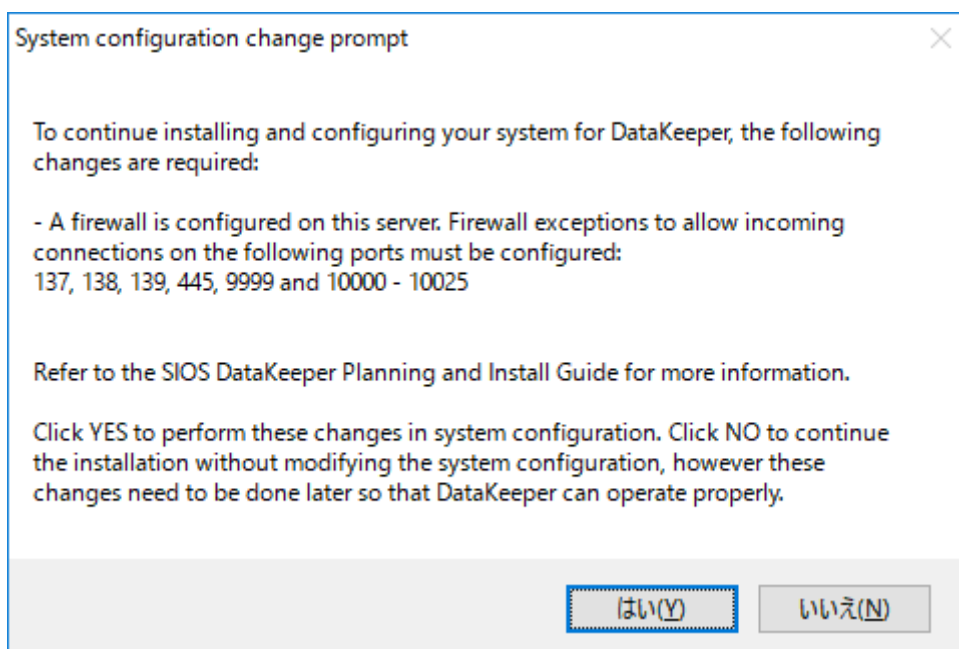 System configuration change prompt
To continue installing and configuring your system for DataKeeper, the following
changes are required:
- A firewall is configured on this server. Firewall exceptions to allow incoming
connections on the following ports must be configured:
137, 138, 139, 445, 9999 and 10000 - 10025
Refer to the SIOS DataKeeper Planning and Install Guide for more information.
Click YES to perform these changes in system configuration. Click NO to continue
the installation without modifying the system configuration, however these
changes need to be done later so that DataKeeper can operate properly.
はい(Y) いいえ(N)